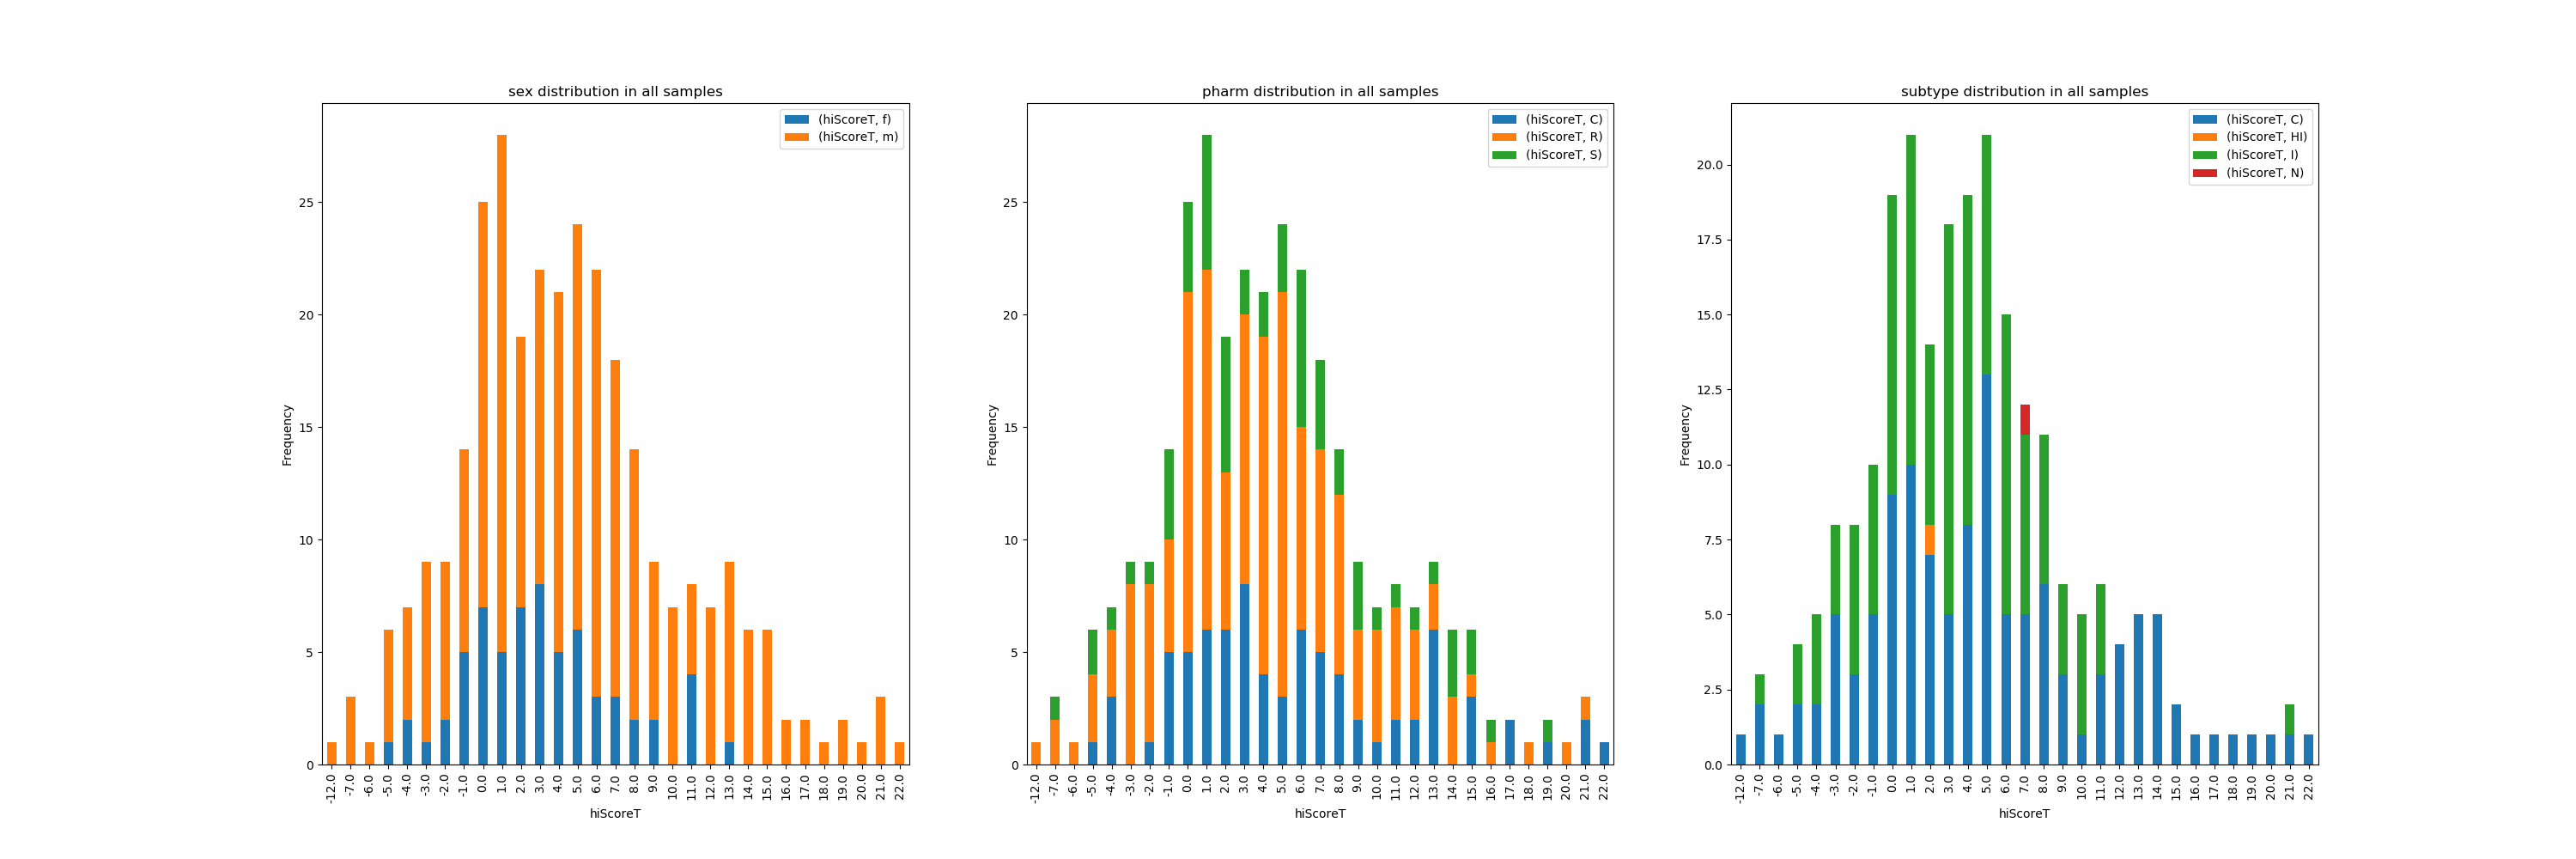 sex distribution in all samples
(hiScoreT, f)
(hiScoreT, m)
Frequency
25
20
15
10
5
0
-12.0 -7.0 -6.0 -5.0 -4.0 -3.0 -2.0 -1.0 0.0 1.0 2.0 3.0 4.0 5.0 6.0 7.0 8.0 9.0 10.0 11.0 12.0 13.0 14.0 15.0 16.0 17.0 18.0 19.0 20.0 21.0 22.0
hiScoreT
pharm distribution in all samples
(hiScoreT, C)
(hiScoreT, R)
(hiScoreT, S)
Frequency
25
20
15
10
5
0
-12.0 -7.0 -6.0 -5.0 -4.0 -3.0 -2.0 -1.0 0.0 1.0 2.0 3.0 4.0 5.0 6.0 7.0 8.0 9.0 10.0 11.0 12.0 13.0 14.0 15.0 16.0 17.0 18.0 19.0 20.0 21.0 22.0
hiScoreT
subtype distribution in all samples
(hiScoreT, C)
(hiScoreT, HI)
(hiScoreT, I)
(hiScoreT, N)
Frequency
20.0
17.5
15.0
12.5
10.0
7.5
5.0
2.5
0.0
-12.0 -7.0 -6.0 -5.0 -4.0 -3.0 -2.0 -1.0 0.0 1.0 2.0 3.0 4.0 5.0 6.0 7.0 8.0 9.0 10.0 11.0 12.0 13.0 14.0 15.0 16.0 17.0 18.0 19.0 20.0 21.0 22.0
hiScoreT